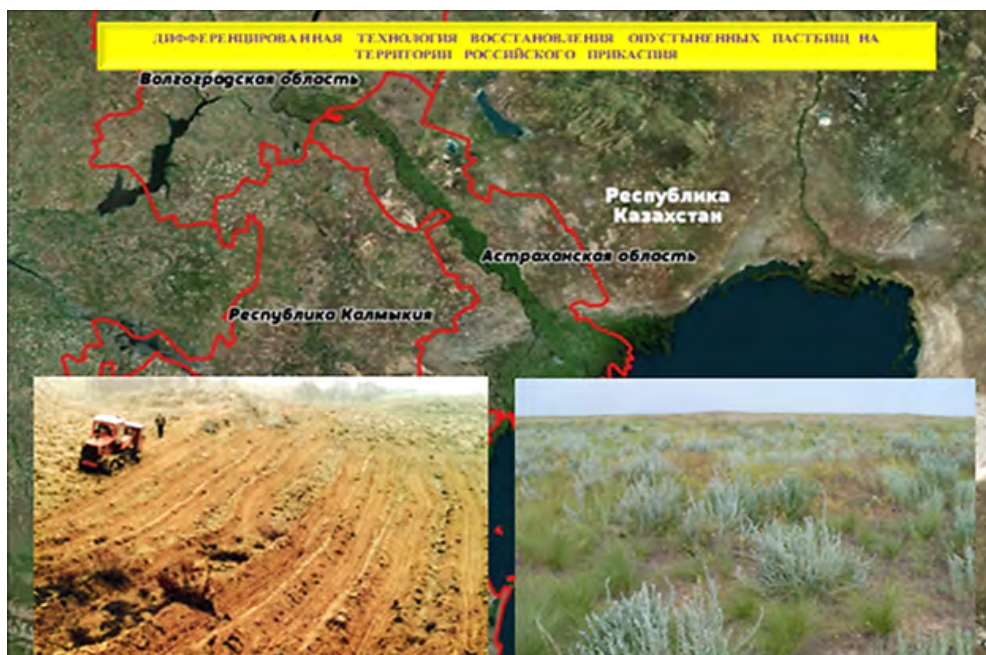 ДИФФЕРЕНЦИРОВАННАЯ ТЕХНОЛОГИЯ ВОССТАНОВЛЕНИЯ ОПУСТЫНЕННЫХ ПАСТБИЩ НА
ТЕРРИТОРИИ РОССИЙСКОГО ПРИКАСПИЯ
Волгоградская область
Республика
Казахстан
Астраханская область
Республика Калмыкия